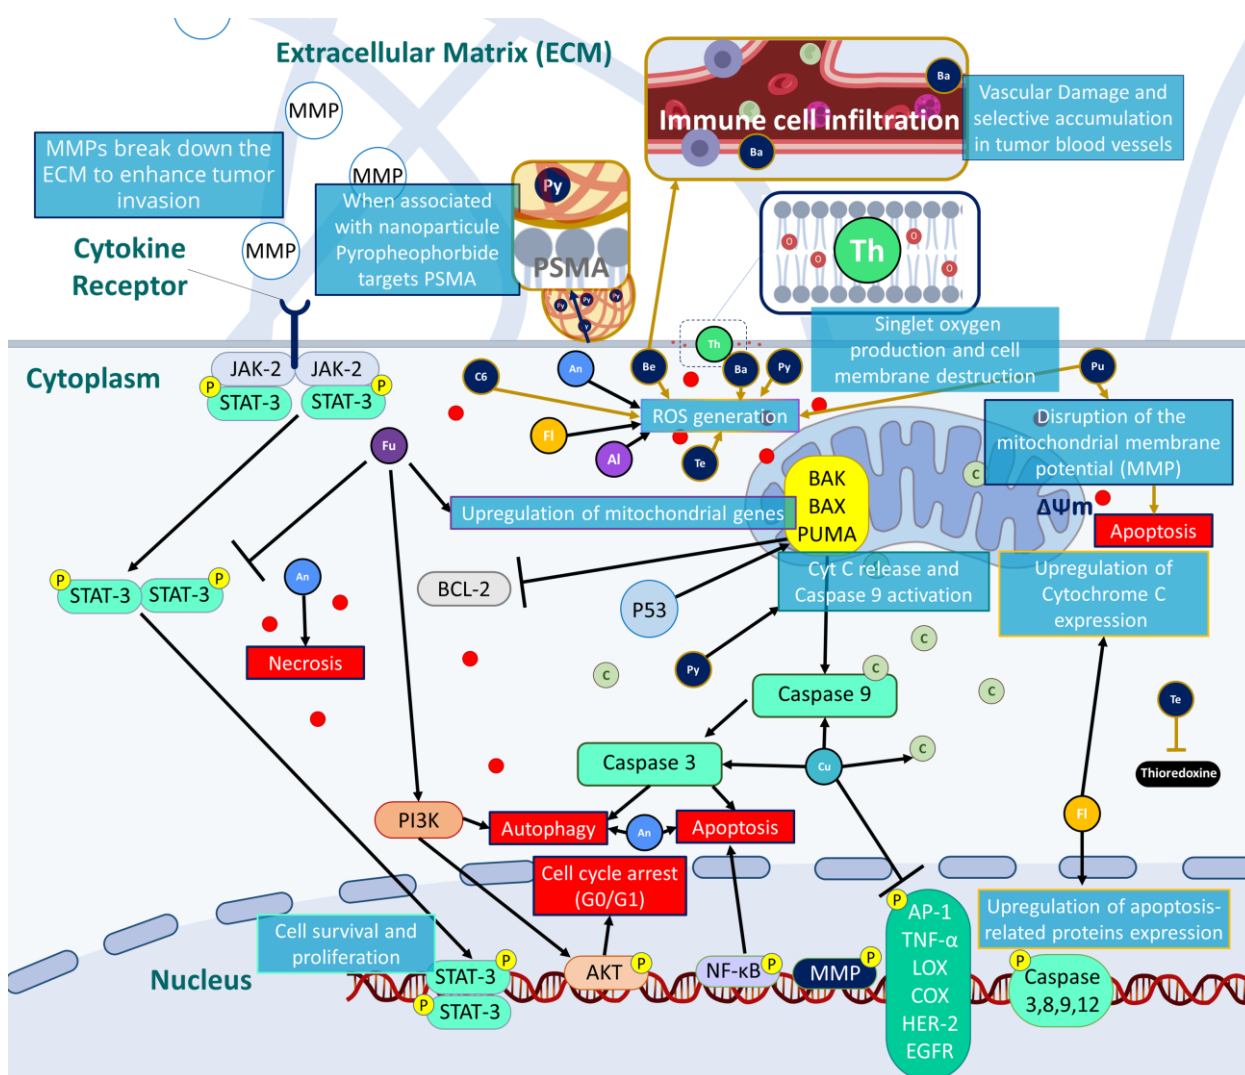 Extracellular Matrix (ECM)
MMP
MMPs break down the
ECM to enhance tumor
invasion
MMP
MMP
When associated
with nanoparticule
Pyropheophorbide
targets PSMA
Cytokine
Receptor
Py
PSMA
Py
Py
Py
Immune cell infiltration
Ba
Ba
Vascular Damage and
selective accumulation
in tumor blood vessels
Th
O
O
O
O
Singlet oxygen
production and cell
membrane destruction
Cytoplasm
JAK-2
JAK-2
P
STAT-3
STAT-3
P
C6
An
Be
Th
Ba
Py
Pu
ROS generation
Fl
Al
Te
Fu
Disruption of the
mitochondrial membrane
potential (MMP)
C
ΔΨm
Apoptosis
Upregulation of mitochondrial genes
BAK
BAX
PUMA
Cyt C release and
Caspase 9 activation
C
Upregulation of
Cytochrome C
expression
P
STAT-3
STAT-3
P
An
Necrosis
BCL-2
P53
Py
C
C
C
C
Caspase 9
Te
Thioredoxine
Caspase 3
Cu
C
Fl
PI3K
Autophagy
An
Apoptosis
Cell cycle arrest
(G0/G1)
Cell survival and
proliferation
Upregulation of apoptosis-
related proteins expression
Nucleus
STAT-3
P
P
STAT-3
AKT
P
NF-κB
P
MMP
P
P
AP-1
TNF-α
LOX
COX
HER-2
EGFR
P
Caspase
3,8,9,12